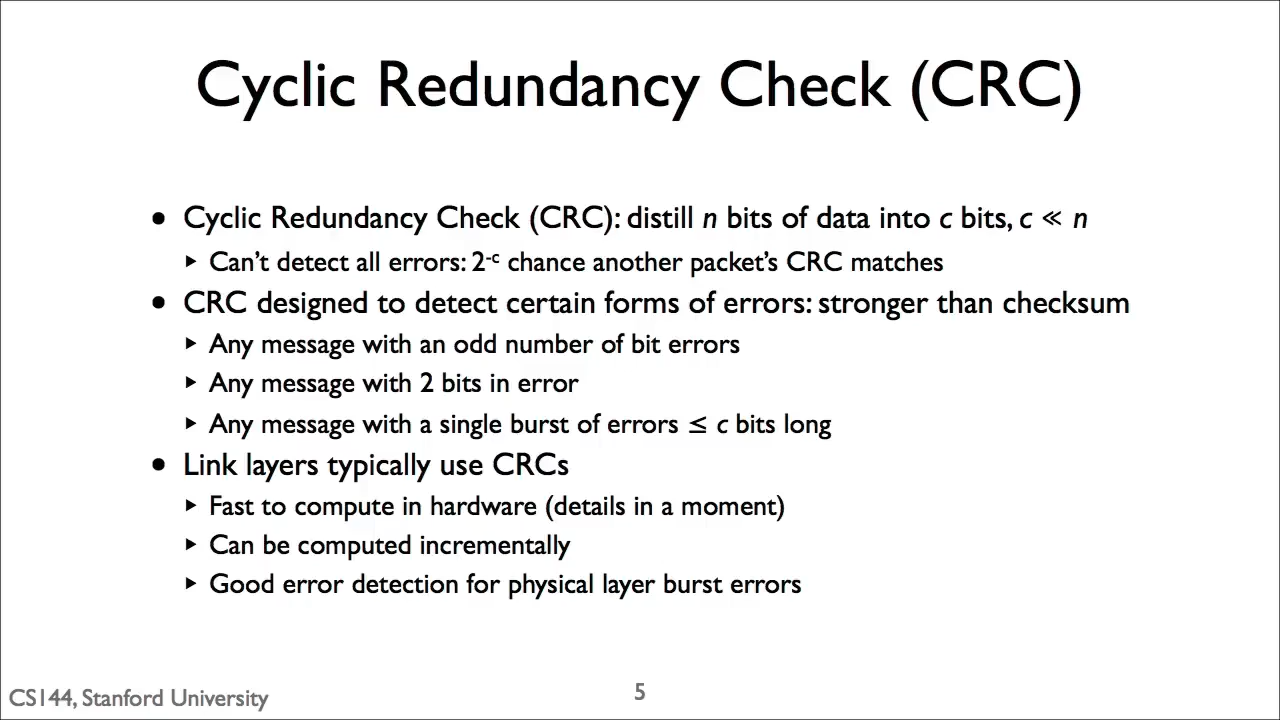 Cyclic Redundancy Check (CRC)
• Cyclic Redundancy Check (CRC): distill n bits of data into c bits, c ≪ n
‣ Can't detect all errors: 2⁻ᶜ chance another packet's CRC matches
• CRC designed to detect certain forms of errors: stronger than checksum
‣ Any message with an odd number of bit errors
‣ Any message with 2 bits in error
‣ Any message with a single burst of errors ≤ c bits long
• Link layers typically use CRCs
‣ Fast to compute in hardware (details in a moment)
‣ Can be computed incrementally
‣ Good error detection for physical layer burst errors
CS144, Stanford University
5